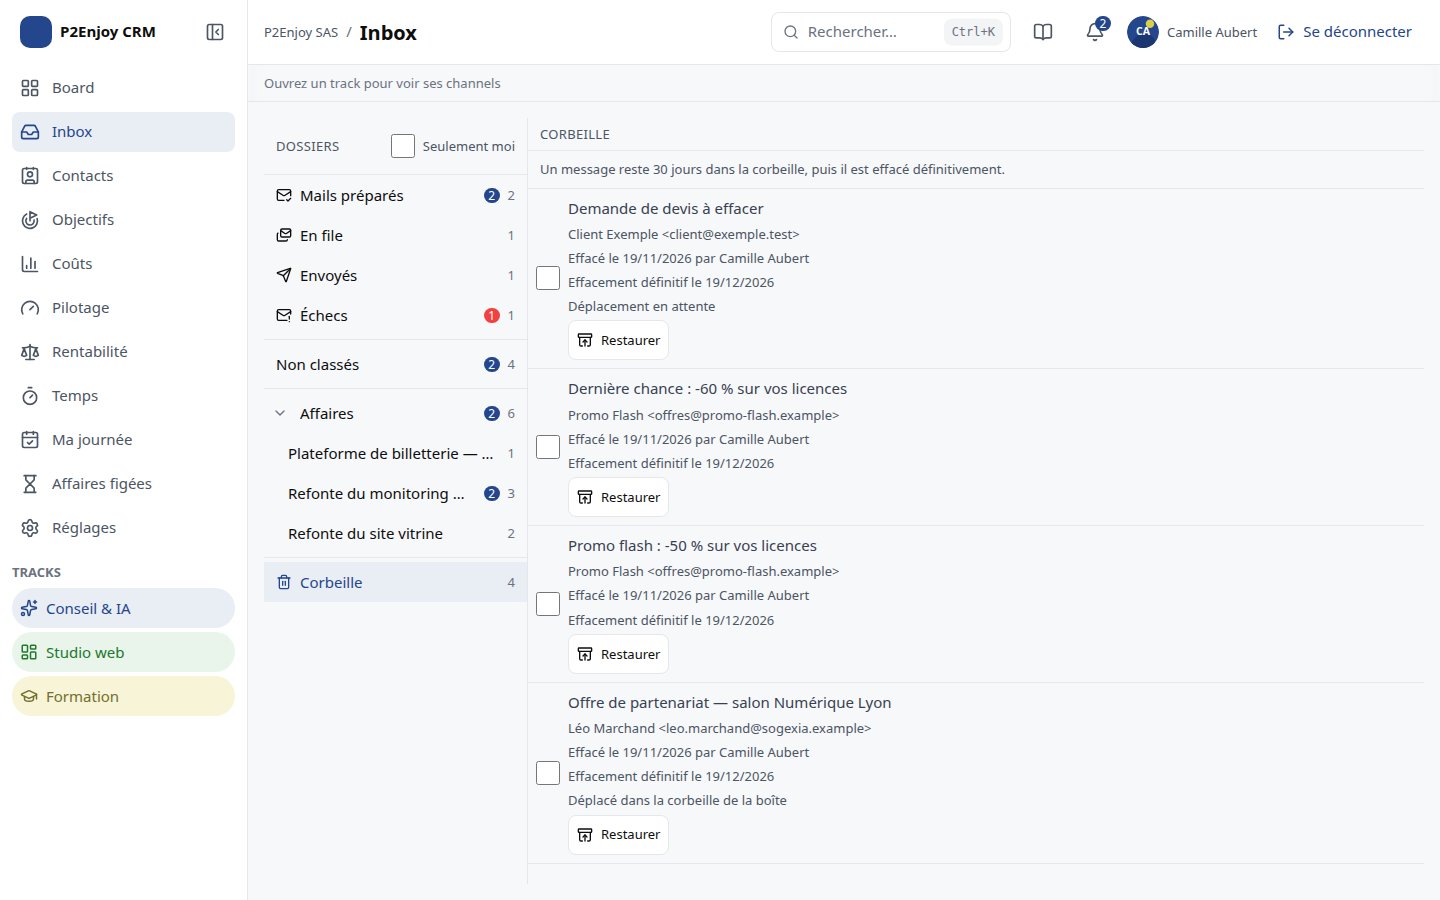 P2Enjoy CRM
Board
Inbox
Contacts
Objectifs
Coûts
Pilotage
Rentabilité
Temps
Ma journée
Affaires figées
Réglages
TRACKS
Conseil & IA
Studio web
Formation
P2Enjoy SAS / Inbox
Rechercher... Ctrl+K
2
CA Camille Aubert
Se déconnecter
Ouvrez un track pour voir ses channels
DOSSIERS Seulement moi
Mails préparés 2 2
En file 1
Envoyés 1
Échecs 1 1
Non classés 2 4
Affaires 2 6
Plateforme de billetterie — ... 1
Refonte du monitoring ... 2 3
Refonte du site vitrine 2
Corbeille 4
CORBEILLE
Un message reste 30 jours dans la corbeille, puis il est effacé définitivement.
Demande de devis à effacer
Client Exemple <client@exemple.test>
Effacé le 19/11/2026 par Camille Aubert
Effacement définitif le 19/12/2026
Déplacement en attente
Restaurer
Dernière chance : -60 % sur vos licences
Promo Flash <offres@promo-flash.example>
Effacé le 19/11/2026 par Camille Aubert
Effacement définitif le 19/12/2026
Restaurer
Promo flash : -50 % sur vos licences
Promo Flash <offres@promo-flash.example>
Effacé le 19/11/2026 par Camille Aubert
Effacement définitif le 19/12/2026
Restaurer
Offre de partenariat — salon Numérique Lyon
Léo Marchand <leo.marchand@sogexia.example>
Effacé le 19/11/2026 par Camille Aubert
Effacement définitif le 19/12/2026
Déplacé dans la corbeille de la boîte
Restaurer